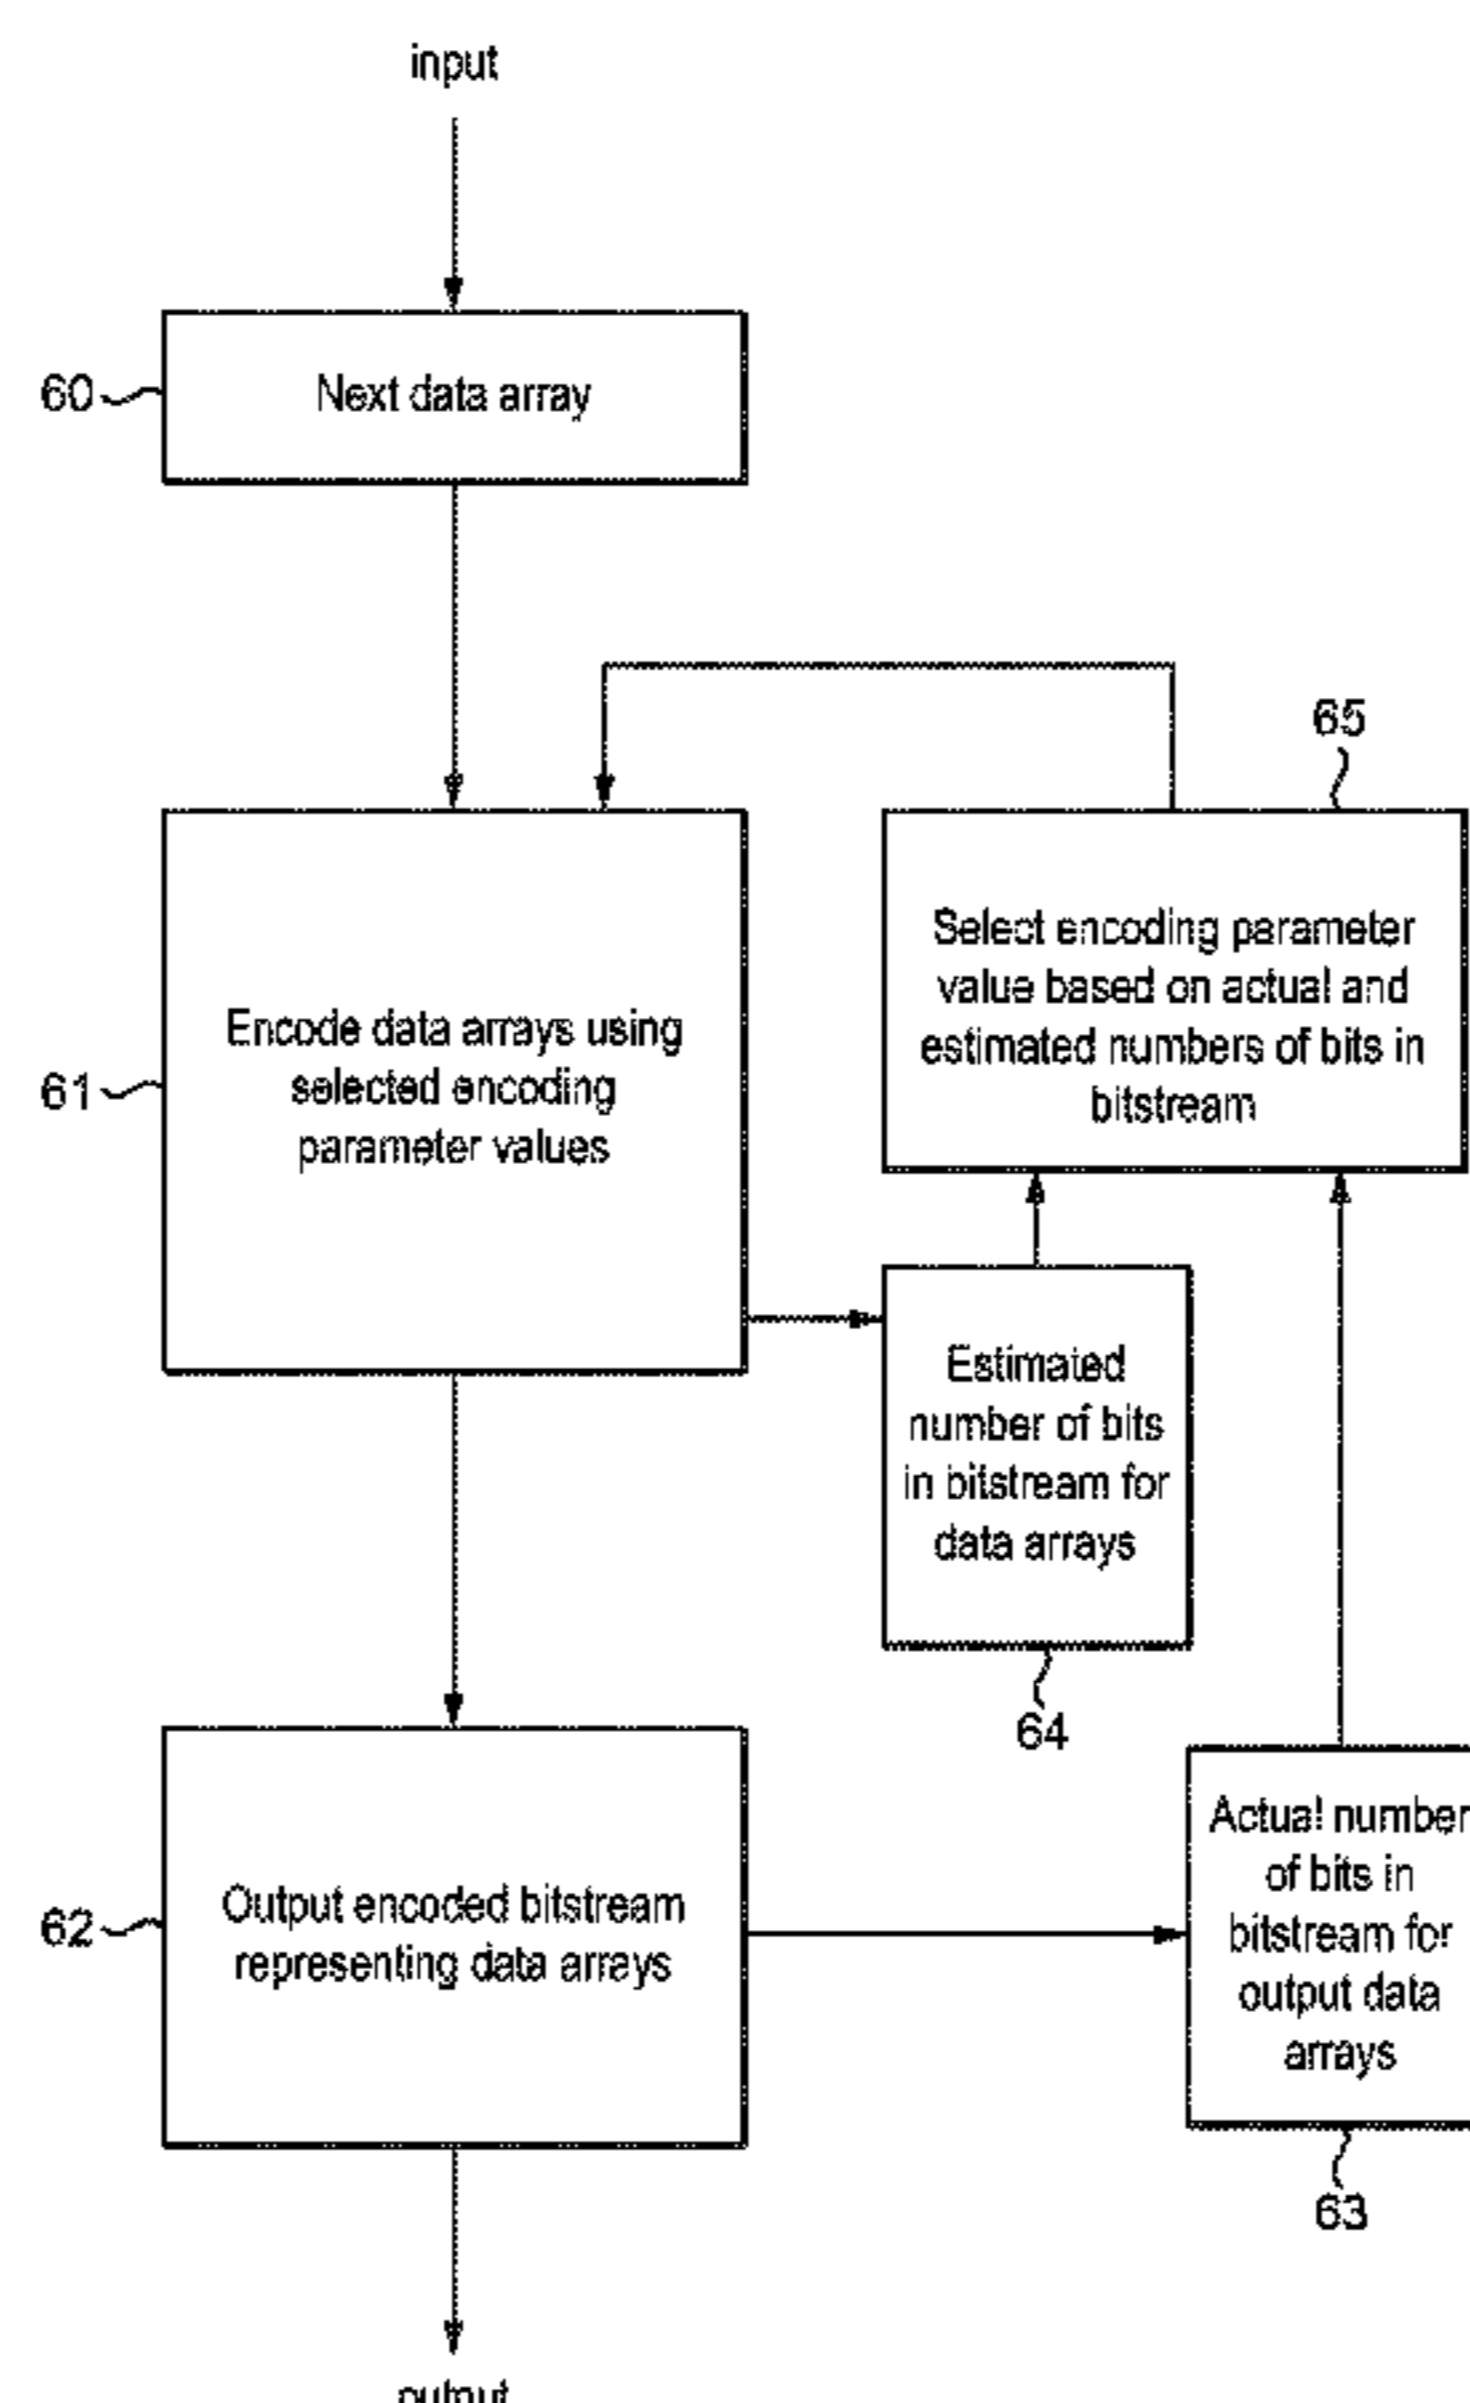 input
60
Next data array
65
Select encoding parameter
value based on actual and
estimated numbers of bits in
bitstream
61
Encode data arrays using
selected encoding
parameter values
Estimated
number of bits
in bitstream for
data arrays
64
62
Output encoded bitstream
representing data arrays
Actual number
of bits in
bitstream for
output data
arrays
63
output